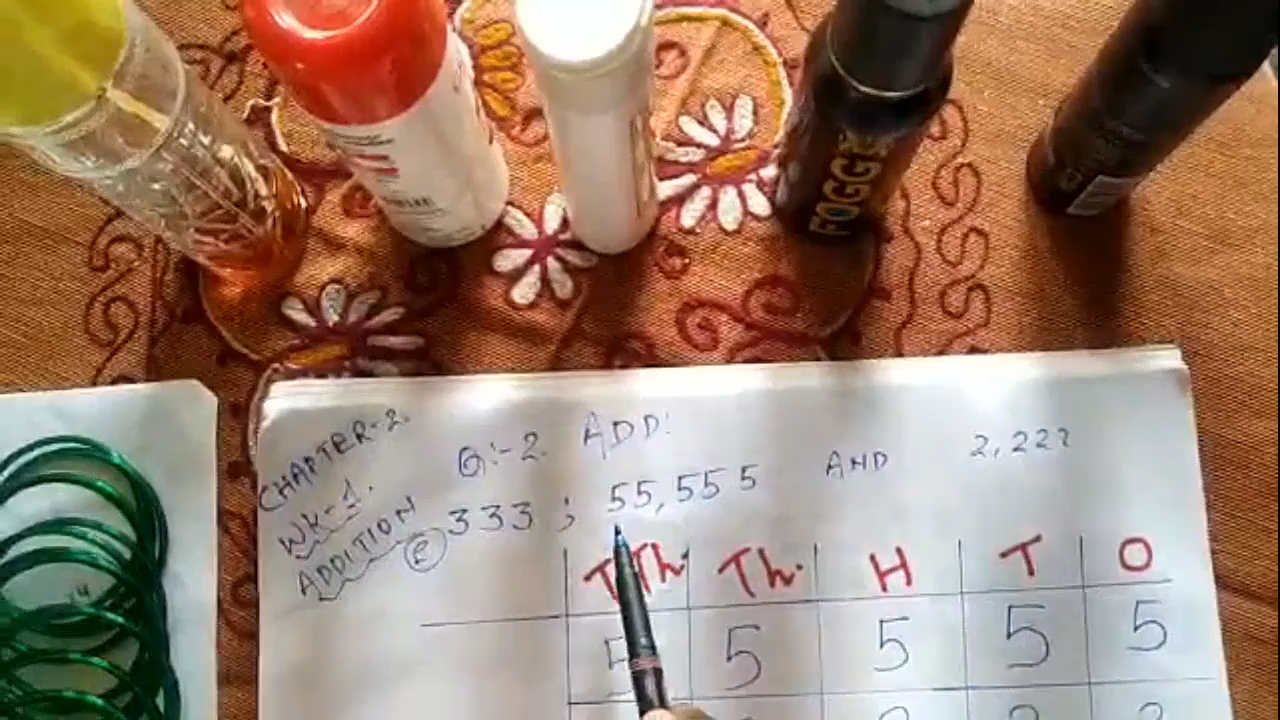 FOGG
CHAPTER-2.
WK-1.
ADDITION
Q:-2. ADD:
e 333 ; 55,555 AND 2,222
T.Th. Th. H T O
5 5 5 5 5